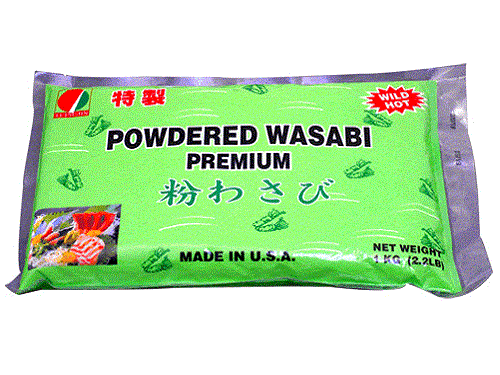 特製
WILD
HOT
POWDERED WASABI
PREMIUM
粉わさび
MADE IN U.S.A.
NET WEIGHT
1 KG (2.2LB)